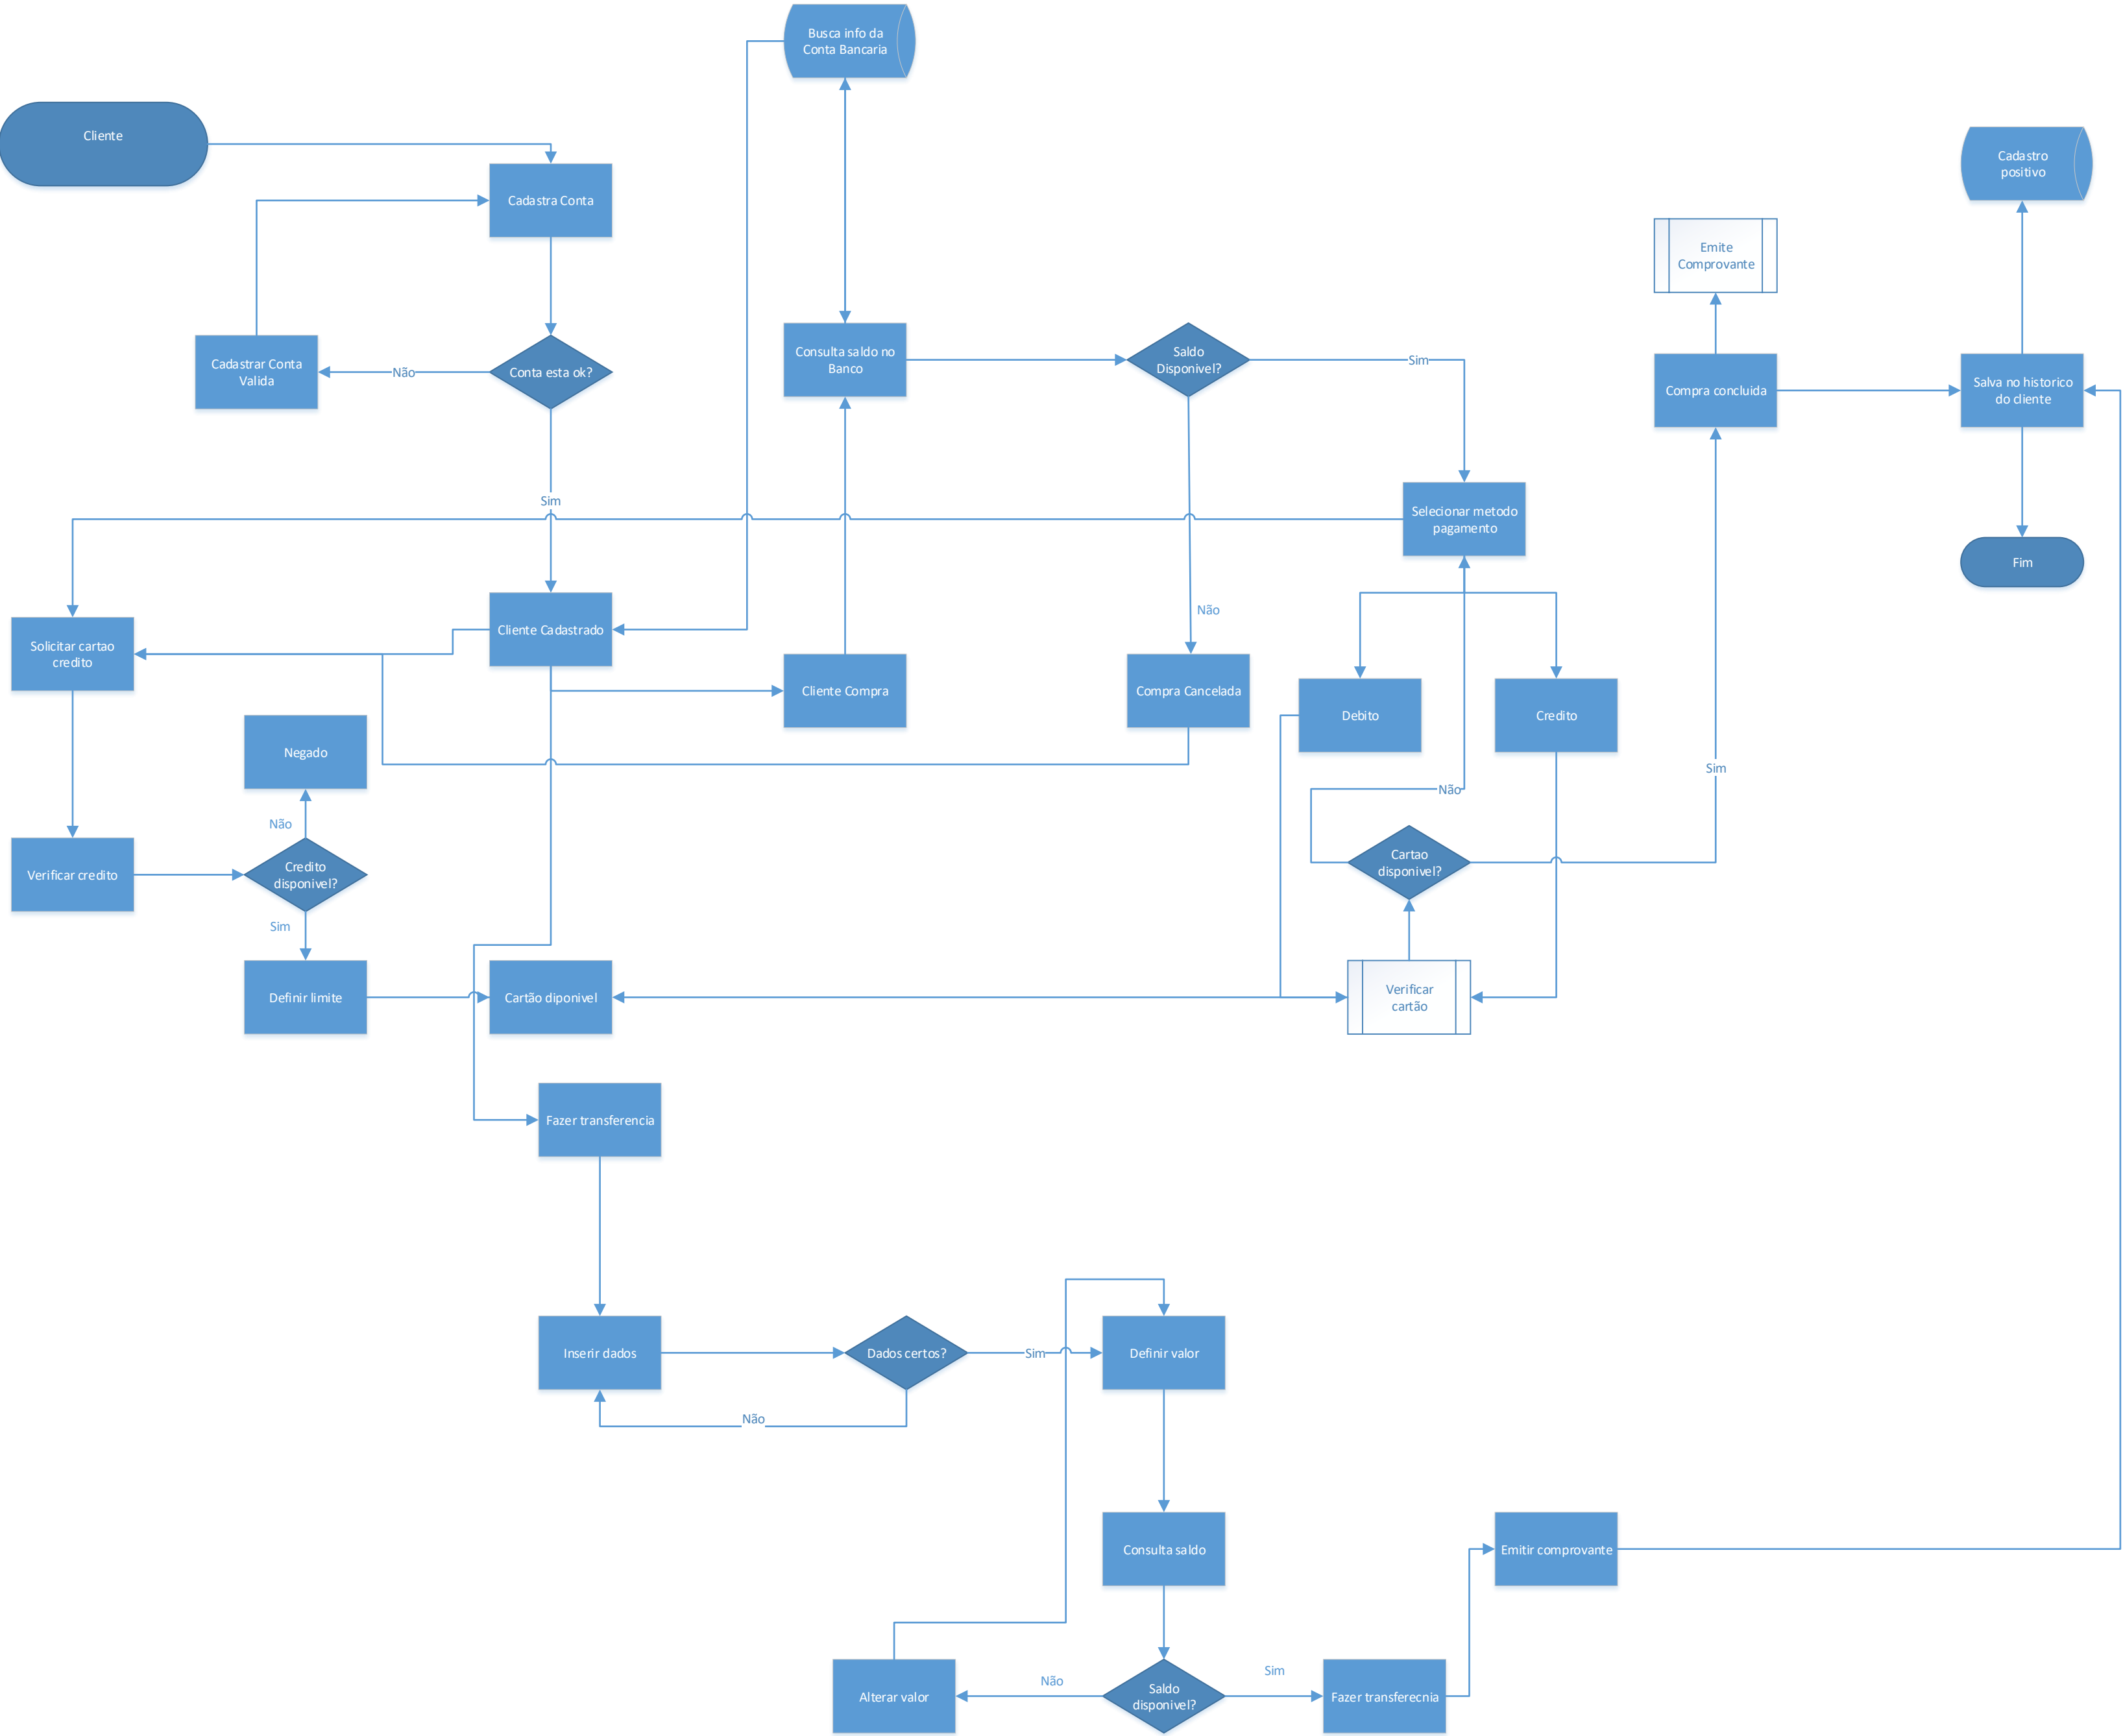 Busca info da
Conta Bancaria
Cliente
Cadastro
positivo
Cadastra Conta
Emite
Comprovante
Consulta saldo no
Banco
Saldo
Disponivel?
Sim
Cadastrar Conta
Valida
Não
Conta esta ok?
Compra concluida
Salva no historico
do cliente
Sim
Selecionar metodo
pagamento
Fim
Não
Cliente Cadastrado
Solicitar cartao
credito
Cliente Compra
Compra Cancelada
Debito
Credito
Negado
Sim
Não
Não
Verificar credito
Credito
disponivel?
Cartao
disponivel?
Sim
Definir limite
Cartão diponivel
Verificar
cartão
Fazer transferencia
Inserir dados
Dados certos?
Sim
Definir valor
Não
Consulta saldo
Emitir comprovante
Alterar valor
Não
Saldo
disponivel?
Sim
Fazer transferecnia